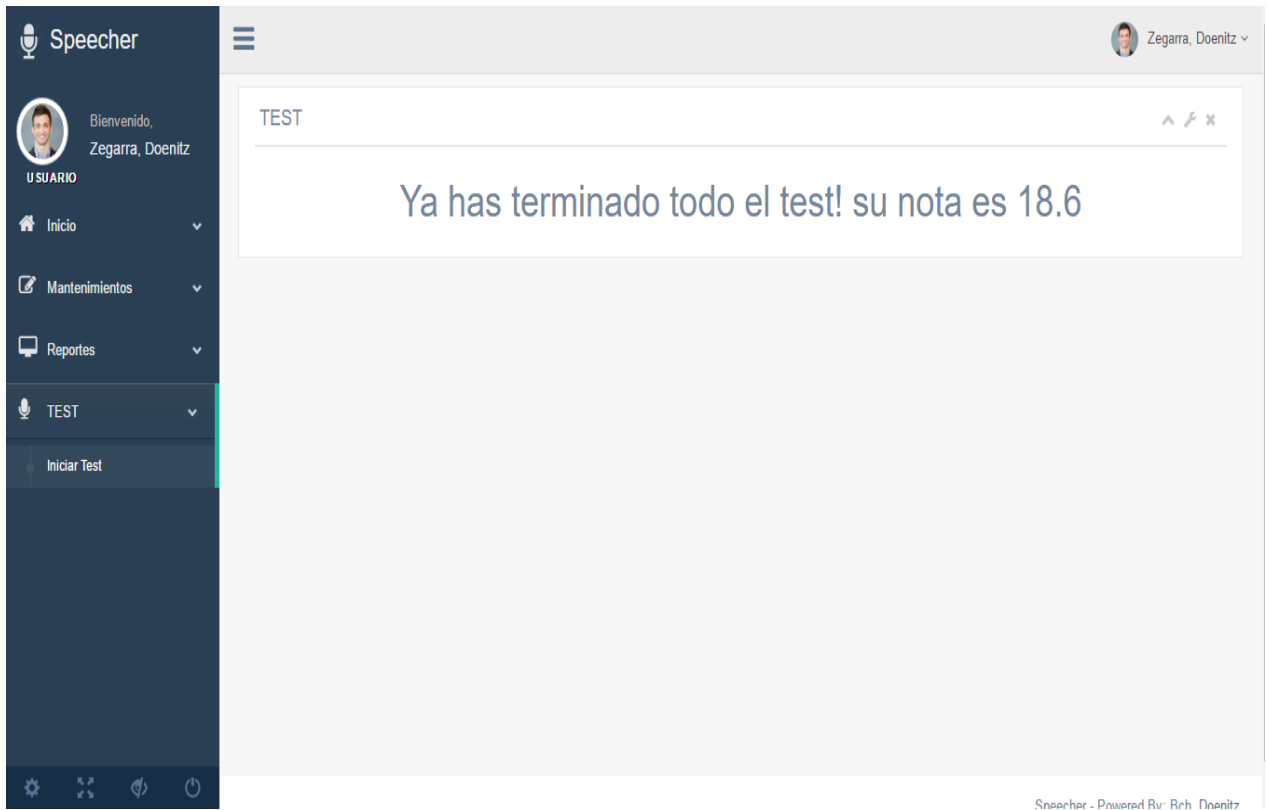 Speecher
Zegarra, Doenitz
Bienvenido,
Zegarra, Doenitz
USUARIO
Inicio
Mantenimientos
Reportes
TEST
Iniciar Test
TEST
Ya has terminado todo el test! su nota es 18.6
Speecher - Powered By: Bch. Doenitz